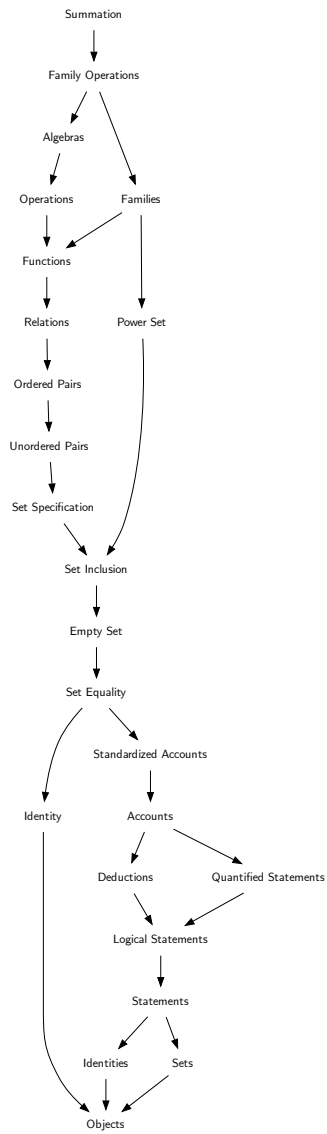 Summation
Family Operations
Algebras
Operations
Families
Functions
Relations
Power Set
Ordered Pairs
Unordered Pairs
Set Specification
Set Inclusion
Empty Set
Set Equality
Standardized Accounts
Identity
Accounts
Deductions
Quantified Statements
Logical Statements
Statements
Identities
Sets
Objects